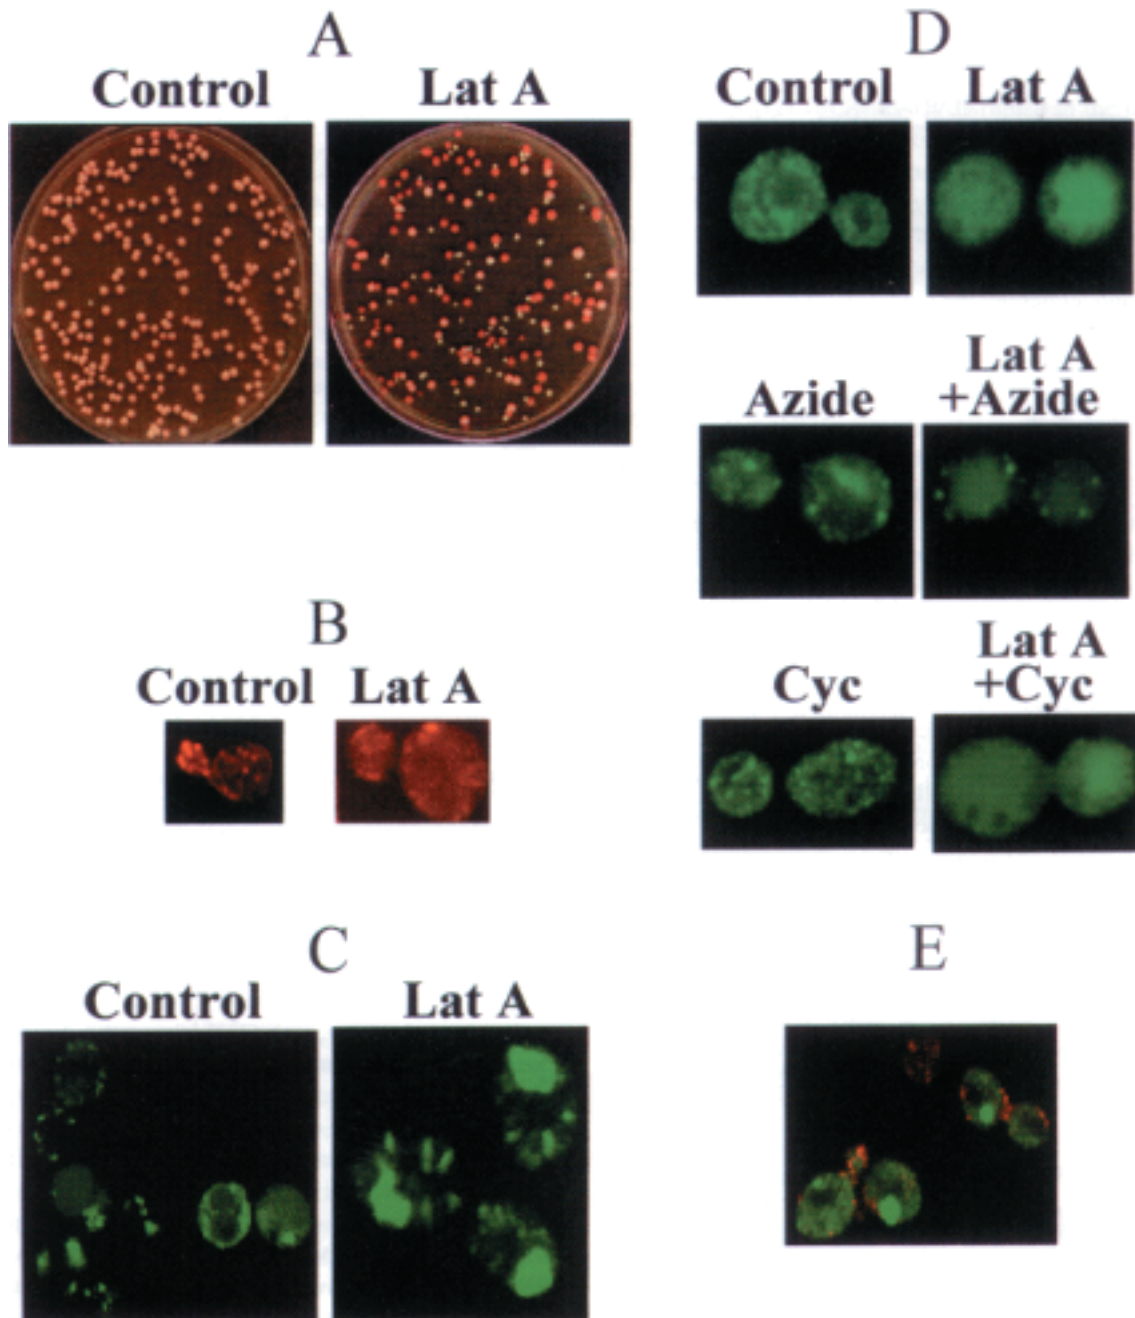 A
Control Lat A
B
Control Lat A
C
Control Lat A
D
Control Lat A
Azide
Lat A
+Azide
Cyc
Lat A
+Cyc
E